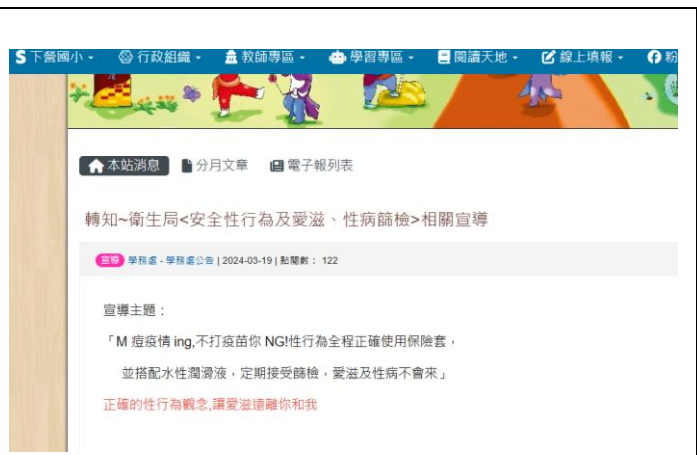 下營國小 行政組織 教師專區 學習專區 閱讀天地 線上填報 粉
本站消息 分月文章 電子報列表
轉知~衛生局<安全性行為及愛滋、性病篩檢>相關宣導
宣導 學務處 - 學務處公告 | 2024-03-19 | 點閱數： 122
宣導主題：
「M 痘疫情 ing,不打疫苗你 NG!性行為全程正確使用保險套，
並搭配水性潤滑液，定期接受篩檢，愛滋及性病不會來」
正確的性行為觀念,讓愛滋遠離你和我